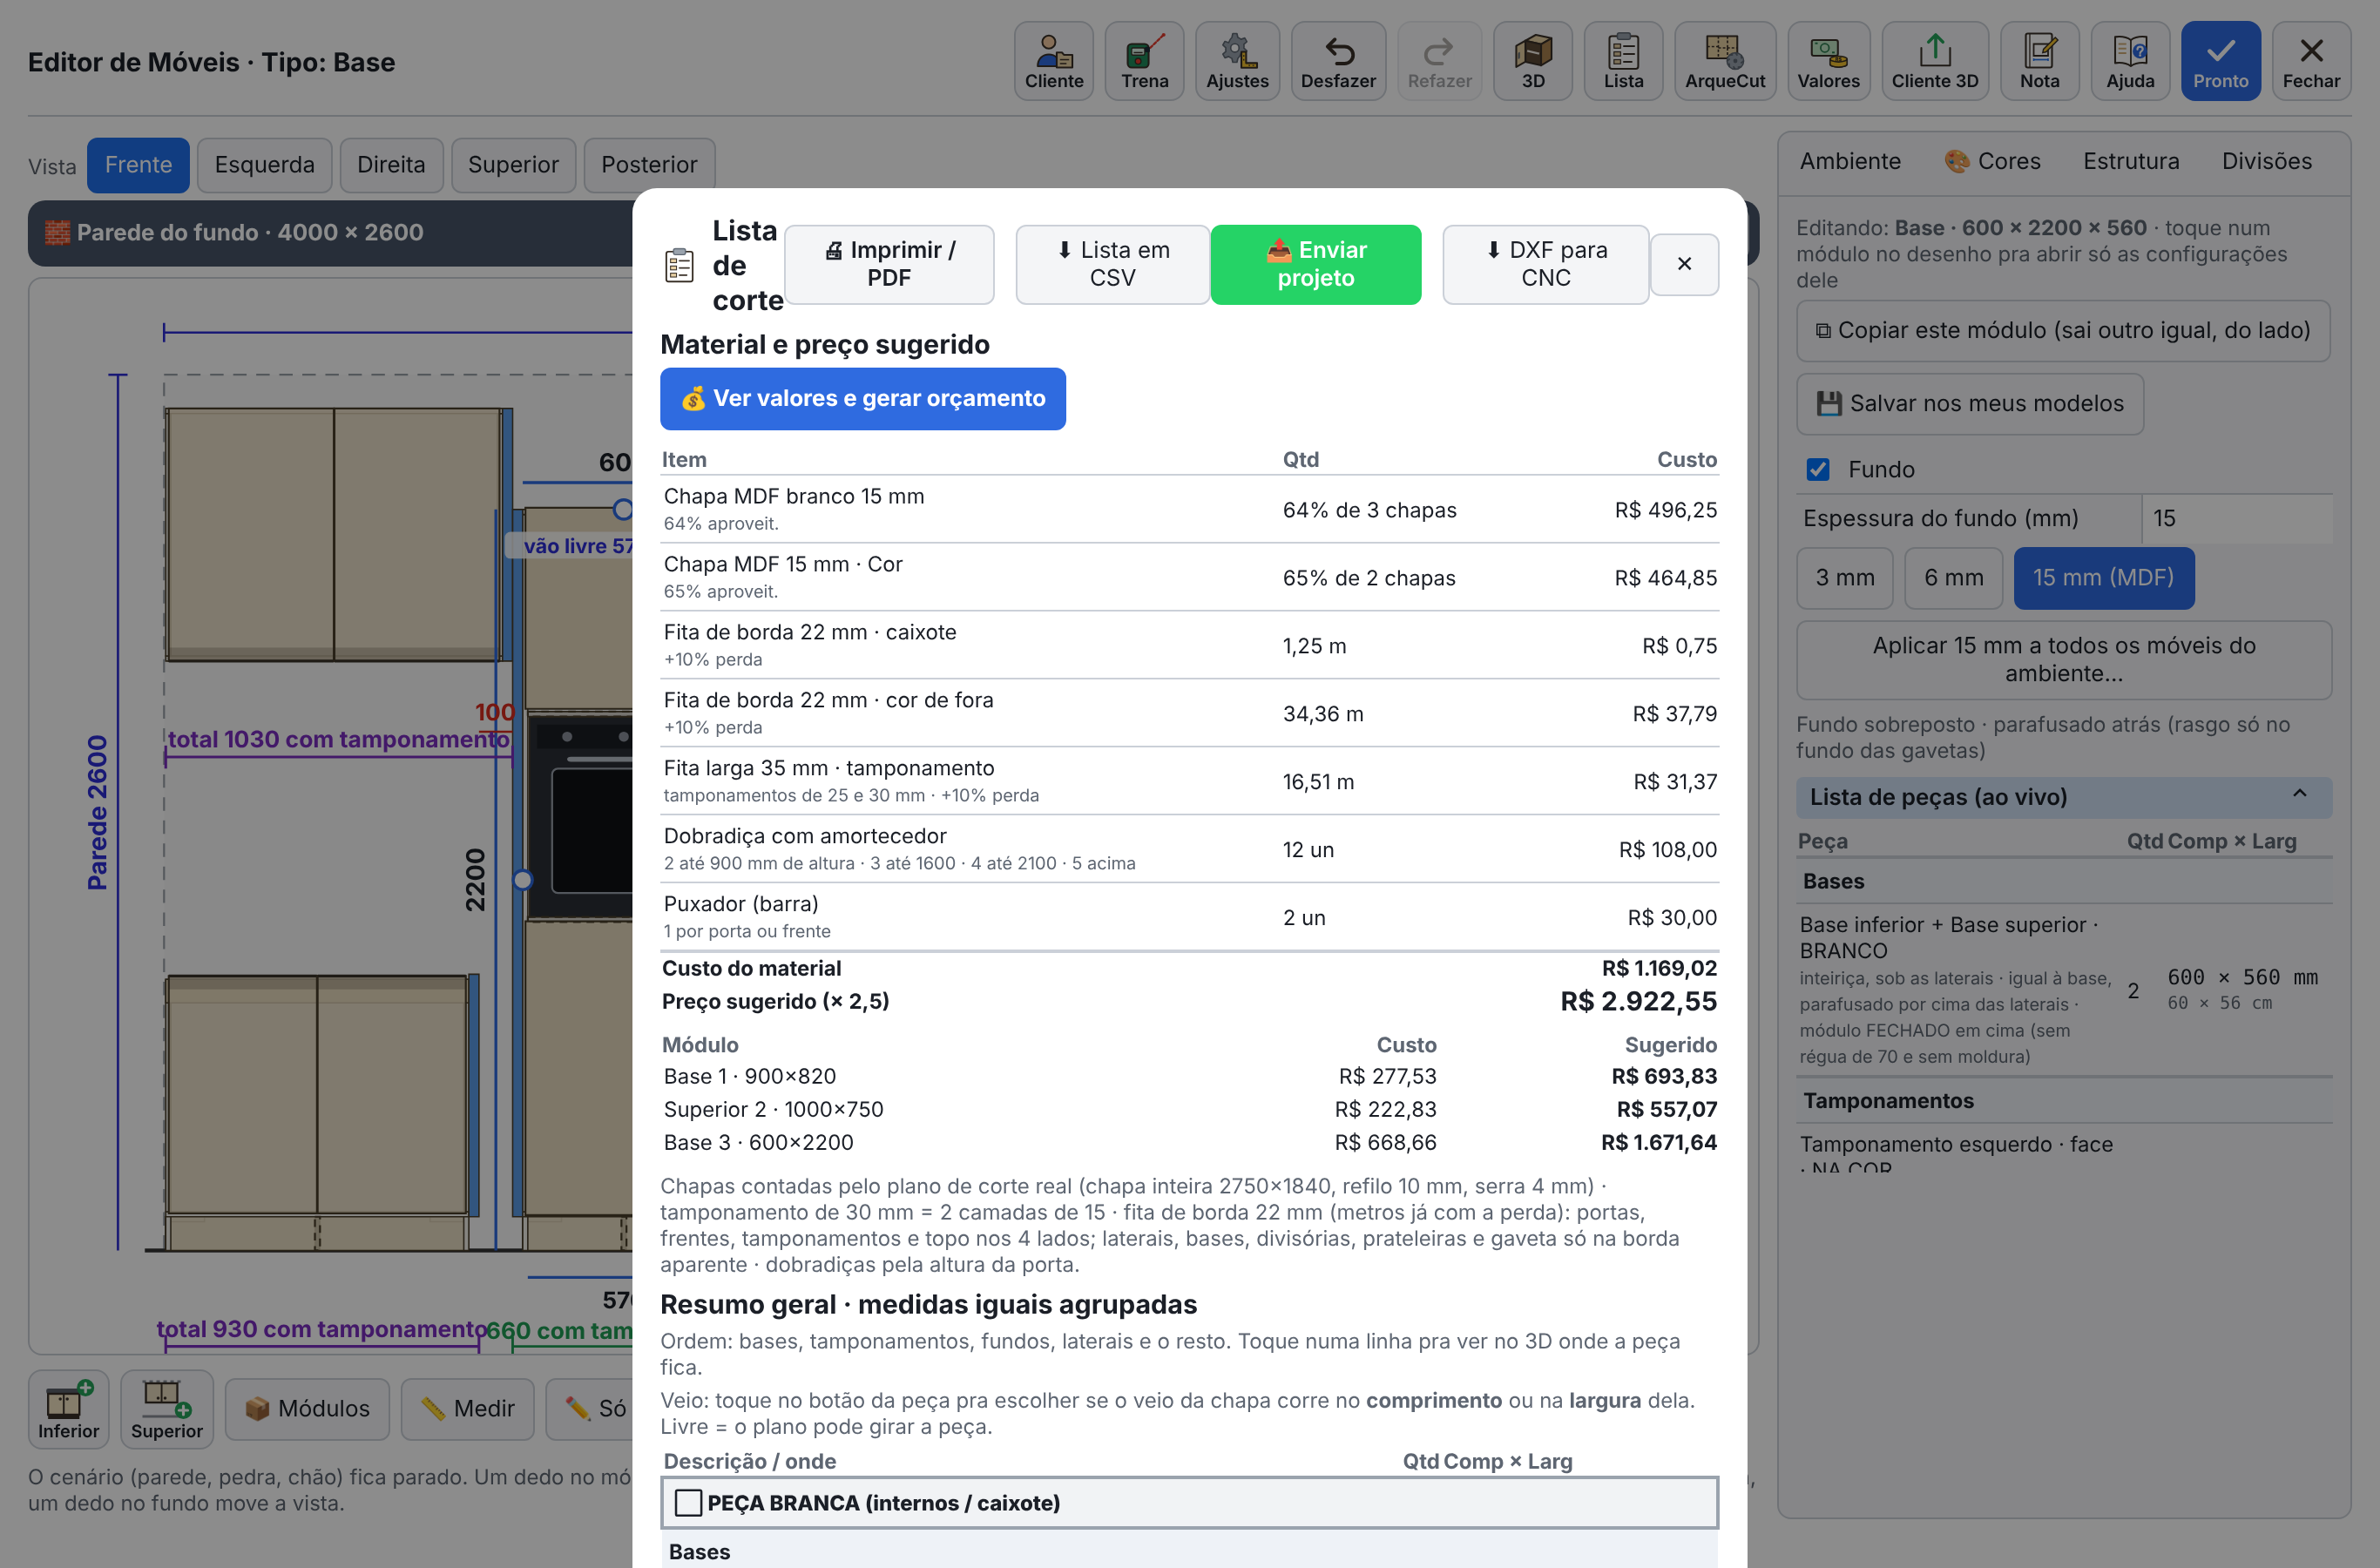 Editor de Móveis · Tipo: Base
Cliente
Trena
Ajustes
Desfazer
Refazer
3D
Lista
ArqueCut
Valores
Cliente 3D
Nota
Ajuda
Pronto
Fechar
Vista
Frente
Esquerda
Direita
Superior
Posterior
Parede do fundo · 4000 × 2600
60
vão livre 57
100
total 1030 com tamponamento
Parede 2600
2200
57
total 930 com tamponamento
660 com tam
Inferior
Superior
Módulos
Medir
Só
O cenário (parede, pedra, chão) fica parado. Um dedo no mó
um dedo no fundo move a vista.
Lista
de
corte
Imprimir /
PDF
Lista em
CSV
Enviar
projeto
DXF para
CNC
×
Material e preço sugerido
Ver valores e gerar orçamento
Item Qtd Custo
Chapa MDF branco 15 mm
64% aproveit.
64% de 3 chapas
R$ 496,25
Chapa MDF 15 mm · Cor
65% aproveit.
65% de 2 chapas
R$ 464,85
Fita de borda 22 mm · caixote
+10% perda
1,25 m
R$ 0,75
Fita de borda 22 mm · cor de fora
+10% perda
34,36 m
R$ 37,79
Fita larga 35 mm · tamponamento
tamponamentos de 25 e 30 mm · +10% perda
16,51 m
R$ 31,37
Dobradiça com amortecedor
2 até 900 mm de altura · 3 até 1600 · 4 até 2100 · 5 acima
12 un
R$ 108,00
Puxador (barra)
1 por porta ou frente
2 un
R$ 30,00
Custo do material R$ 1.169,02
Preço sugerido (× 2,5) R$ 2.922,55
Módulo Custo Sugerido
Base 1 · 900×820 R$ 277,53 R$ 693,83
Superior 2 · 1000×750 R$ 222,83 R$ 557,07
Base 3 · 600×2200 R$ 668,66 R$ 1.671,64
Chapas contadas pelo plano de corte real (chapa inteira 2750×1840, refilo 10 mm, serra 4 mm) ·
tamponamento de 30 mm = 2 camadas de 15 · fita de borda 22 mm (metros já com a perda): portas,
frentes, tamponamentos e topo nos 4 lados; laterais, bases, divisórias, prateleiras e gaveta só na borda
aparente · dobradiças pela altura da porta.
Resumo geral · medidas iguais agrupadas
Ordem: bases, tamponamentos, fundos, laterais e o resto. Toque numa linha pra ver no 3D onde a peça
fica.
Veio: toque no botão da peça pra escolher se o veio da chapa corre no comprimento ou na largura dela.
Livre = o plano pode girar a peça.
Descrição / onde Qtd Comp × Larg
PEÇA BRANCA (internos / caixote)
Bases
Ambiente
Cores
Estrutura
Divisões
Editando: Base · 600 × 2200 × 560 · toque num
módulo no desenho pra abrir só as configurações
dele
Copiar este módulo (sai outro igual, do lado)
Salvar nos meus modelos
Fundo
Espessura do fundo (mm) 15
3 mm
6 mm
15 mm (MDF)
Aplicar 15 mm a todos os móveis do
ambiente...
Fundo sobreposto · parafusado atrás (rasgo só no
fundo das gavetas)
Lista de peças (ao vivo)
Peça Qtd Comp × Larg
Bases
Base inferior + Base superior ·
BRANCO
inteiriça, sob as laterais · igual à base,
parafusado por cima das laterais ·
módulo FECHADO em cima (sem
régua de 70 e sem moldura)
2
600 × 560 mm
60 × 56 cm
Tamponamentos
Tamponamento esquerdo · face
· NA COR